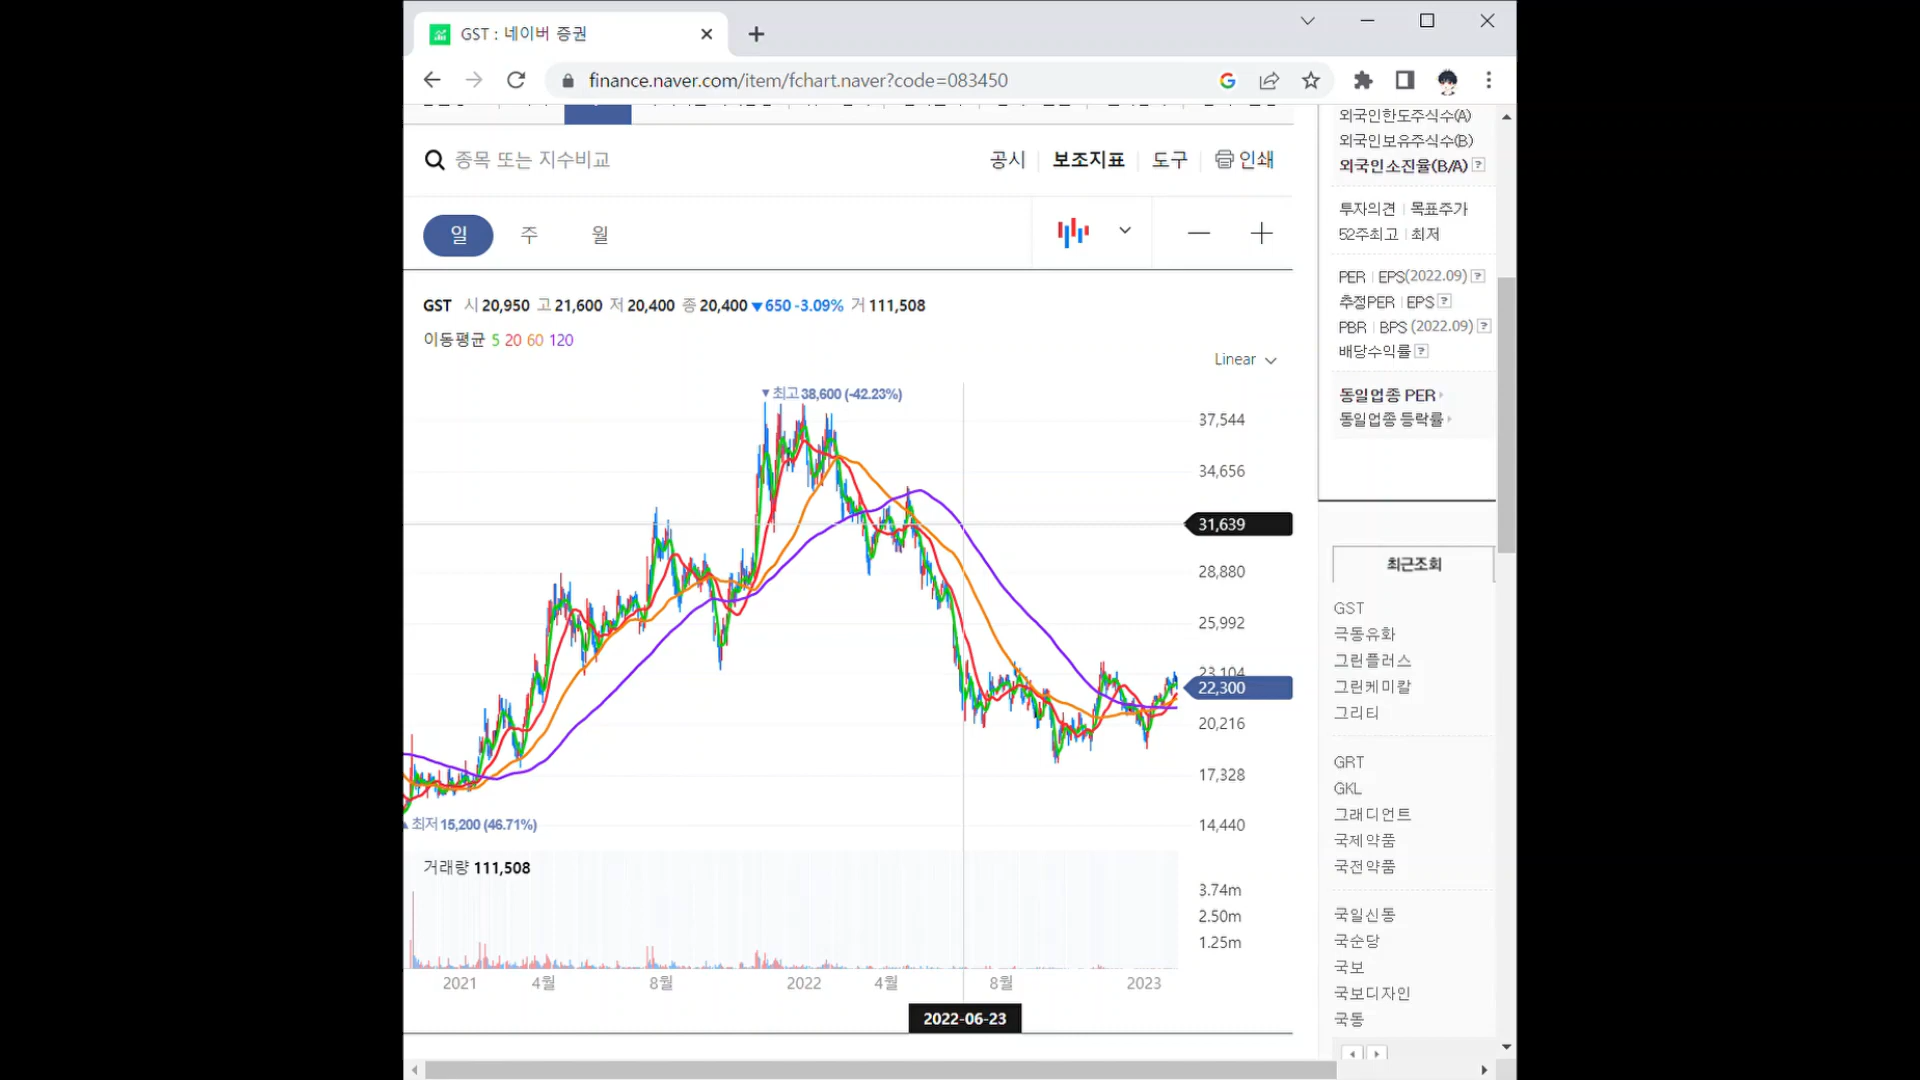 GST : 네이버 증권
finance.naver.com/item/fchart.naver?code=083450
종목 또는 지수비교
공시 보조지표 도구 인쇄
일 주 월
GST 시 20,950 고 21,600 저 20,400 종 20,400 ▼650 -3.09% 거 111,508
이동평균 5 20 60 120
Linear
▼최고 38,600 (-42.23%)
37,544
34,656
31,639
28,880
25,992
23,104
22,300
20,216
17,328
14,440
▲최저 15,200 (46.71%)
거래량 111,508
3.74m
2.50m
1.25m
2021 4월 8월 2022 4월 8월 2023
2022-06-23
외국인한도주식수(A)
외국인보유주식수(B)
외국인소진율(B/A) ?
투자의견 | 목표주가
52주최고 | 최저
PER | EPS(2022.09) ?
추정PER | EPS ?
PBR | BPS (2022.09) ?
배당수익률 ?
동일업종 PER
동일업종 등락률
최근조회
GST
극동유화
그린플러스
그린케미칼
그리티
GRT
GKL
그래디언트
국제약품
국전약품
국일신동
국순당
국보
국보디자인
국동